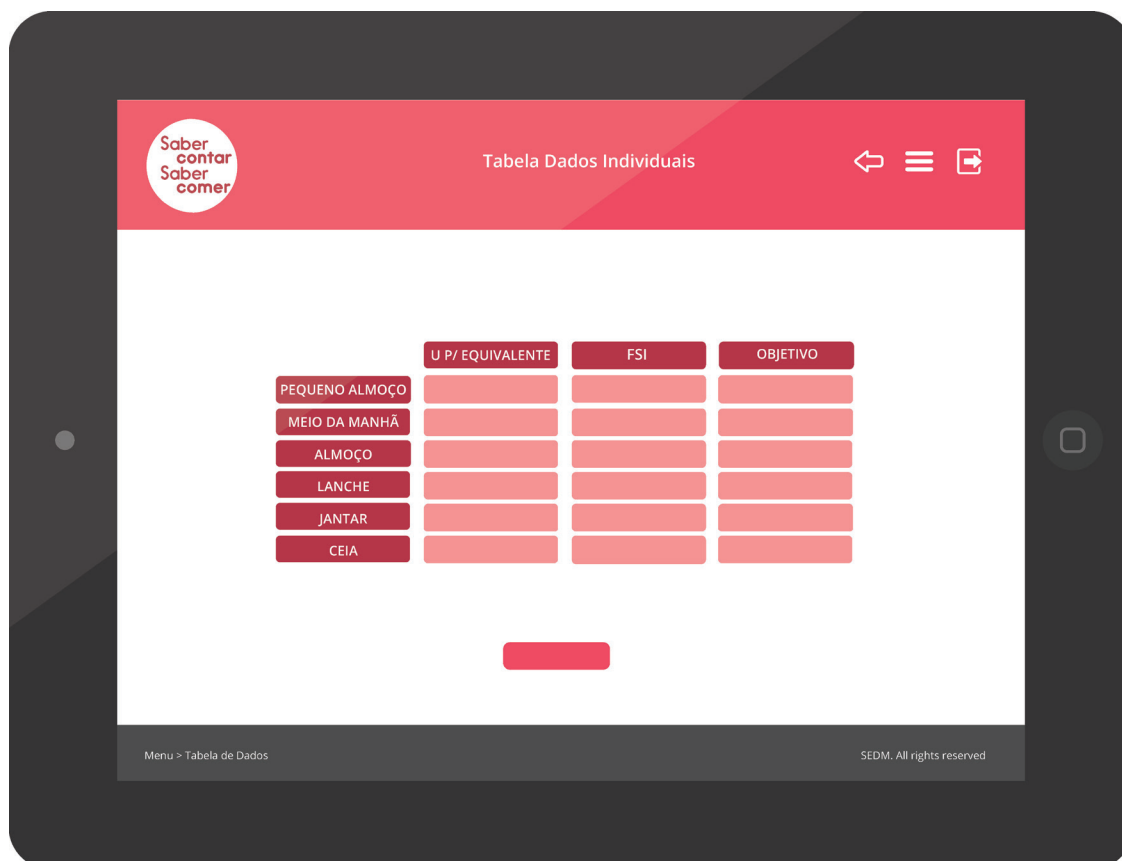 Saber
contar
Saber
comer
Tabela Dados Individuais
U P/ EQUIVALENTE FSI OBJETIVO
PEQUENO ALMOÇO
MEIO DA MANHÃ
ALMOÇO
LANCHE
JANTAR
CEIA
Menu > Tabela de Dados SEDM. All rights reserved